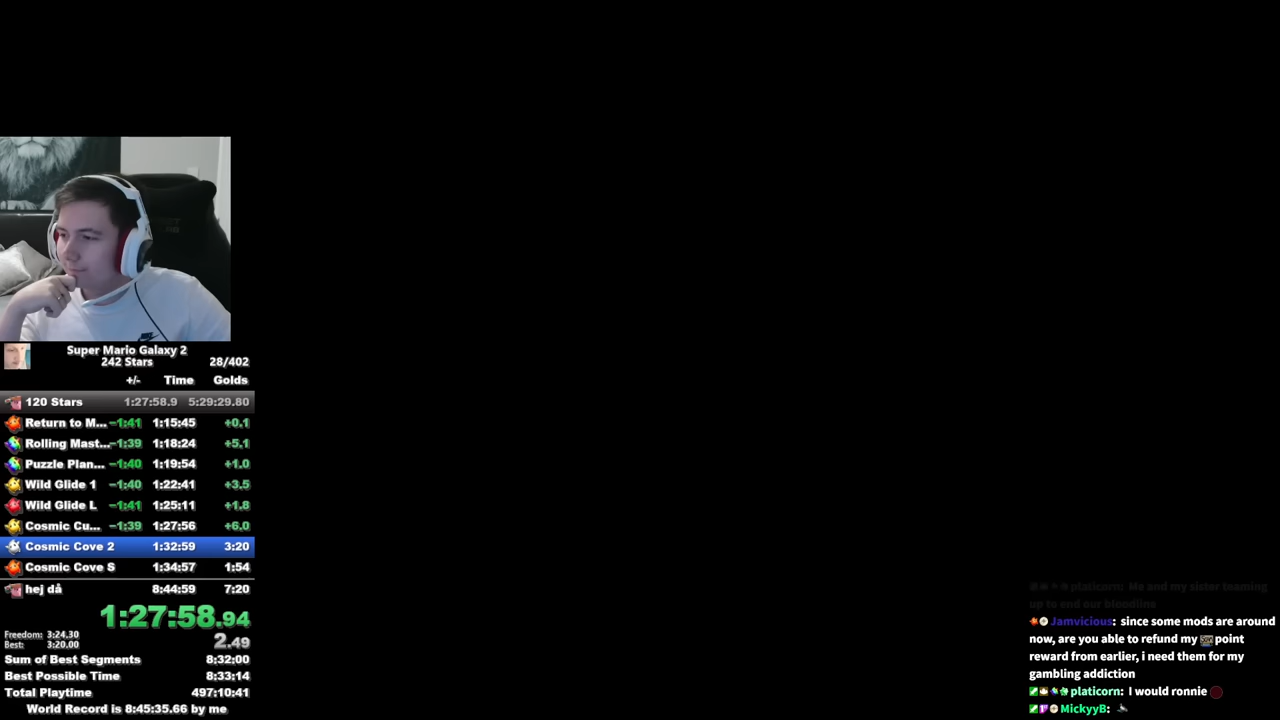 Super Mario Galaxy 2
242 Stars 28/402
+/- Time Golds
120 Stars 1:27:58.9 5:29:29.80
Return to M... −1:41 1:15:45 +0.1
Rolling Mast... −1:39 1:18:24 +5.1
Puzzle Plan... −1:40 1:19:54 +1.0
Wild Glide 1 −1:40 1:22:41 +3.5
Wild Glide L −1:41 1:25:11 +1.8
Cosmic Cu... −1:39 1:27:56 +6.0
Cosmic Cove 2 1:32:59 3:20
Cosmic Cove S 1:34:57 1:54
hej då 8:44:59 7:20
1:27:58.94
Freedom: 3:24.30
Best: 3:20.00
2.49
Sum of Best Segments 8:32:00
Best Possible Time 8:33:14
Total Playtime 497:10:41
World Record is 8:45:35.66 by me
platicorn: Me and my sister teaming
up to end our bloodline
Jamvicious: since some mods are around
now, are you able to refund my point
reward from earlier, i need them for my
gambling addiction
platicorn: I would ronnie
MickyyB: